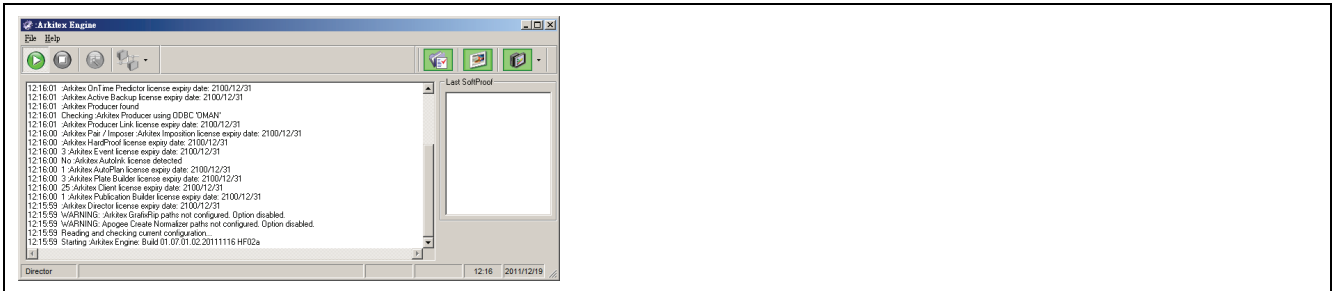 :Arkitex Engine
File Help
Last SoftProof
12:16:01 :Arkitex OnTime Predictor license expiry date: 2100/12/31
12:16:01 :Arkitex Active Backup license expiry date: 2100/12/31
12:16:01 :Arkitex Producer found
12:16:01 Checking :Arkitex Producer using ODBC 'OMAN'
12:16:01 :Arkitex Producer Link license expiry date: 2100/12/31
12:16:00 :Arkitex Pair / Imposer :Arkitex Imposition license expiry date: 2100/12/31
12:16:00 :Arkitex HardProof license expiry date: 2100/12/31
12:16:00 3 :Arkitex Event license expiry date: 2100/12/31
12:16:00 No :Arkitex AutoInk license detected
12:16:00 1 :Arkitex AutoPlan license expiry date: 2100/12/31
12:16:00 3 :Arkitex Plate Builder license expiry date: 2100/12/31
12:16:00 25 :Arkitex Client license expiry date: 2100/12/31
12:16:00 1 :Arkitex Publication Builder license expiry date: 2100/12/31
12:15:59 :Arkitex Director license expiry date: 2100/12/31
12:15:59 WARNING: :Arkitex GrafixRip paths not configured. Option disabled.
12:15:59 WARNING: Apogee Create Normalizer paths not configured. Option disabled.
12:15:59 Reading and checking current configuration...
12:15:59 Starting :Arkitex Engine: Build 01.07.01.02.20111116 HF02a
Director 12:16 2011/12/19